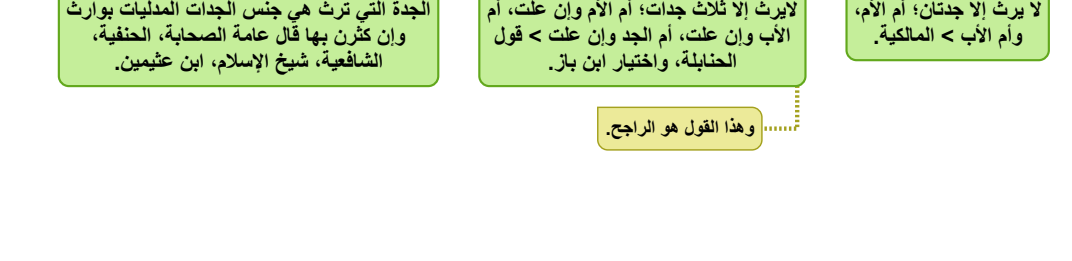 لا يرث إلا جدتان؛ أم الأم،
وأم الأب > المالكية.
لايرث إلا ثلاث جدات؛ أم الأم وإن علت، أم
الأب وإن علت، أم الجد وإن علت > قول
الحنابلة، واختيار ابن باز.
وهذا القول هو الراجح.
الجدة التي ترث هي جنس الجدات المدليات بوارث
وإن كثرن بها قال عامة الصحابة، الحنفية،
الشافعية، شيخ الإسلام، ابن عثيمين.